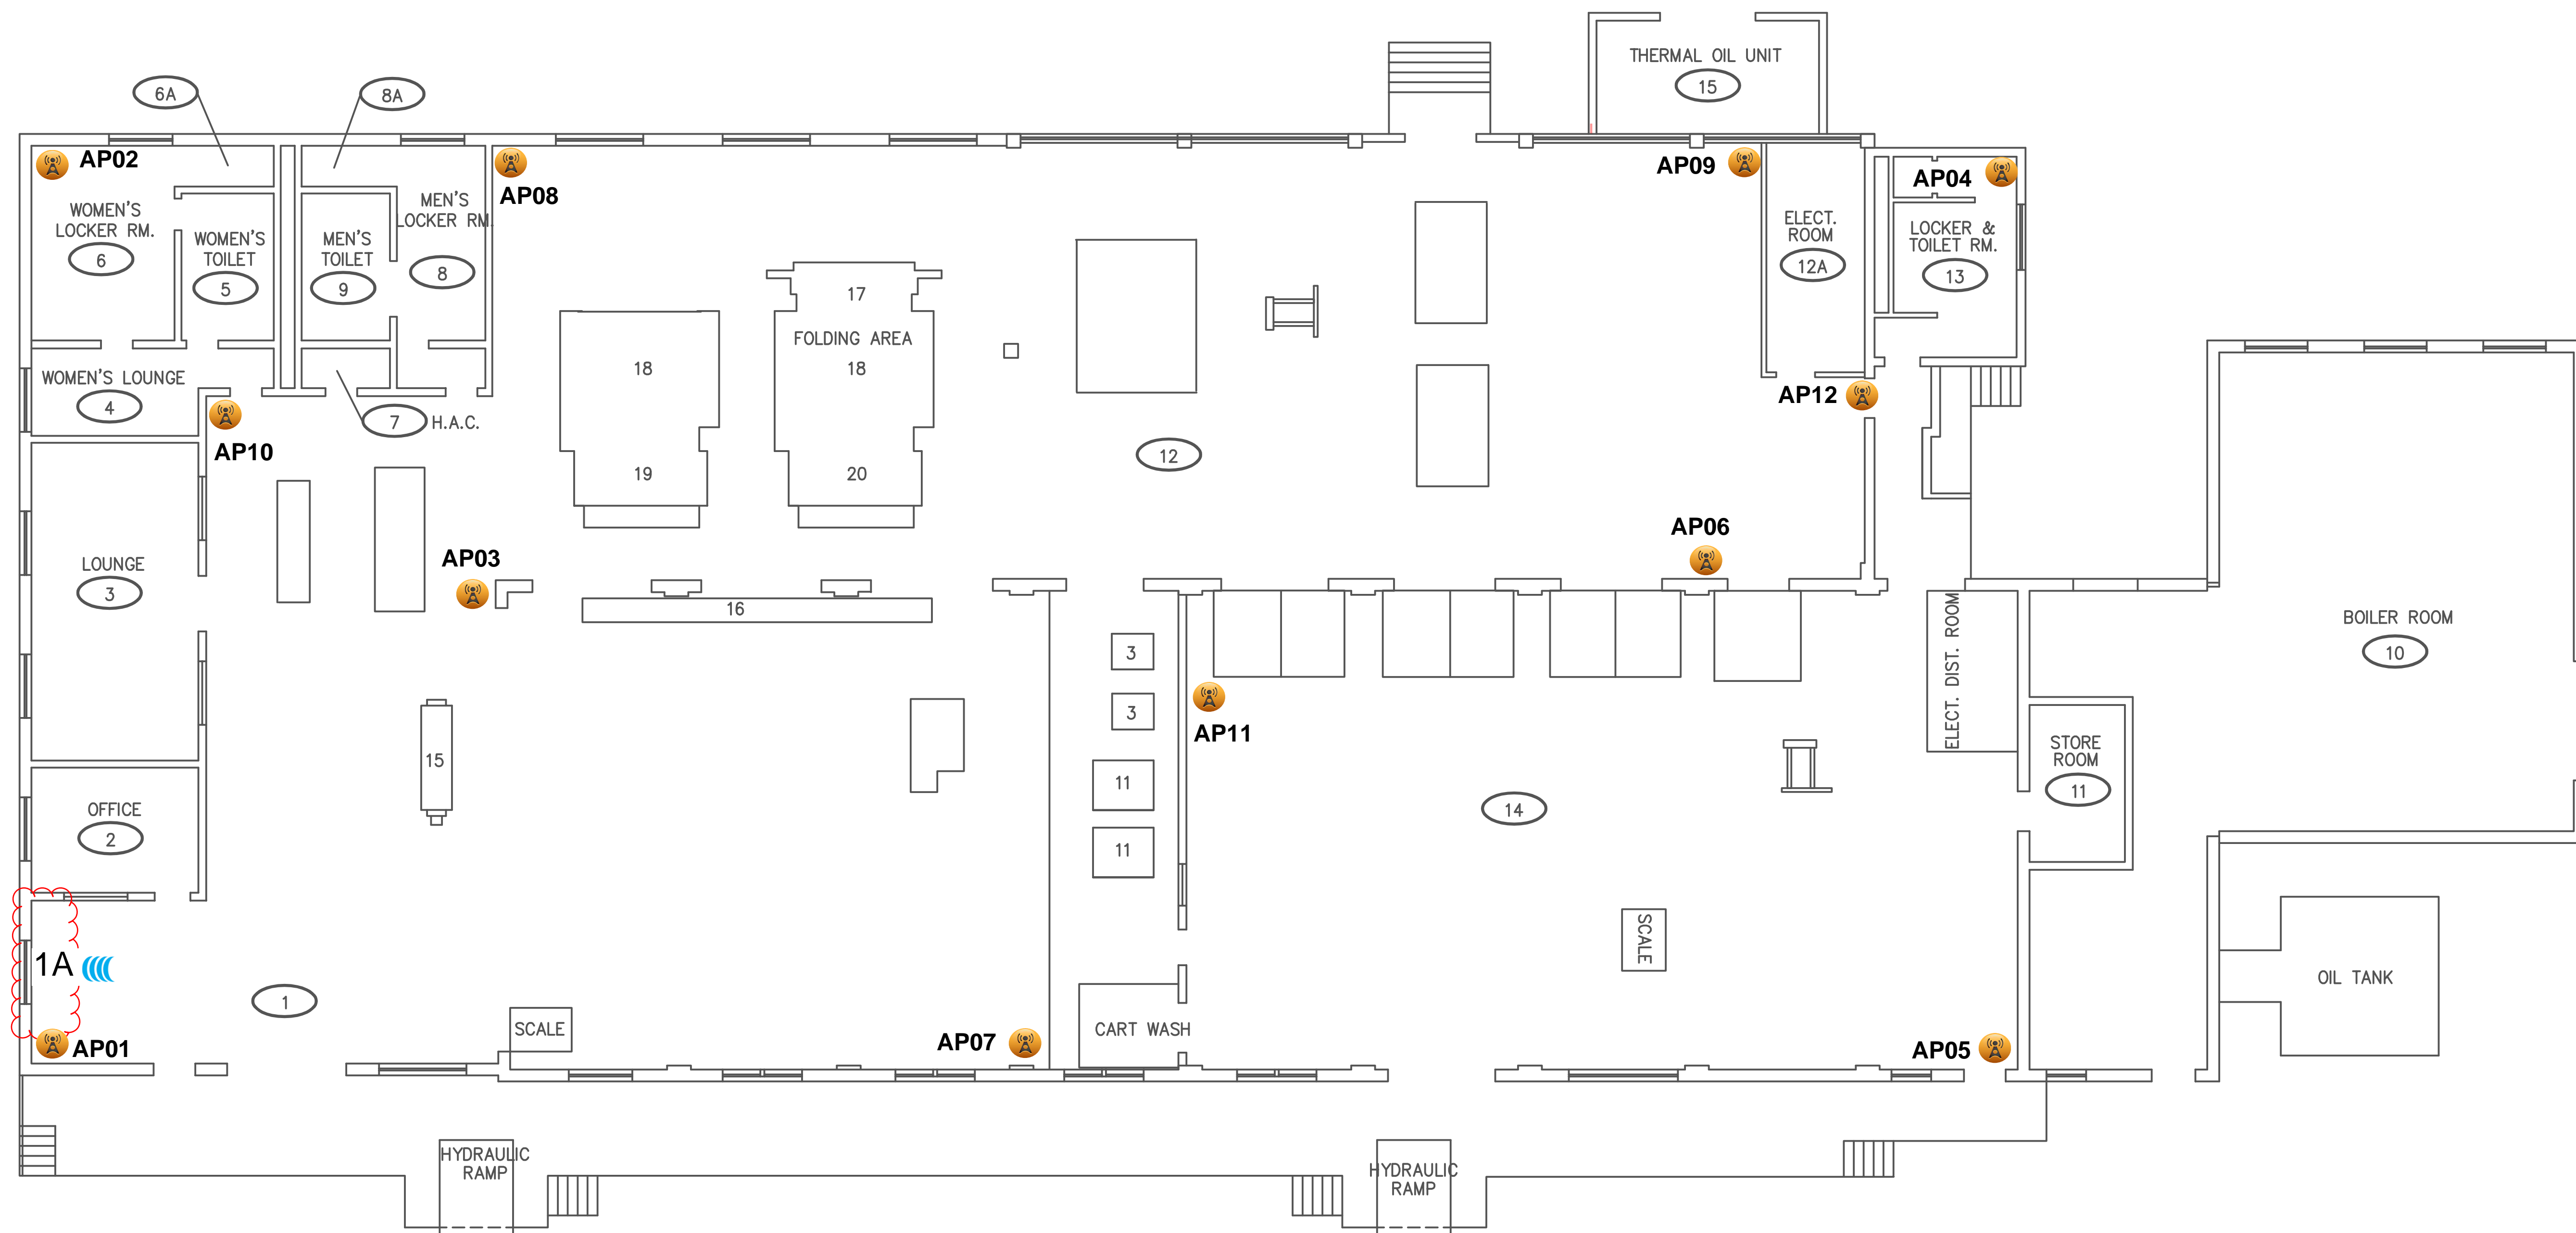 THERMAL OIL UNIT
15
6A
8A
AP02
AP08
AP09
AP04
WOMEN'S
LOCKER RM.
6
WOMEN'S
TOILET
5
MEN'S
TOILET
9
MEN'S
LOCKER RM.
8
ELECT.
ROOM
12A
LOCKER &
TOILET RM.
13
17
FOLDING AREA
18
18
19
20
WOMEN'S LOUNGE
4
7
H.A.C.
AP10
12
AP12
LOUNGE
3
AP03
AP06
16
3
3
11
11
AP11
ELECT. DIST. ROOM
BOILER ROOM
10
15
STORE
ROOM
11
OFFICE
2
14
SCALE
1A
1
SCALE
AP01
AP07
CART WASH
AP05
OIL TANK
HYDRAULIC
RAMP
HYDRAULIC
RAMP